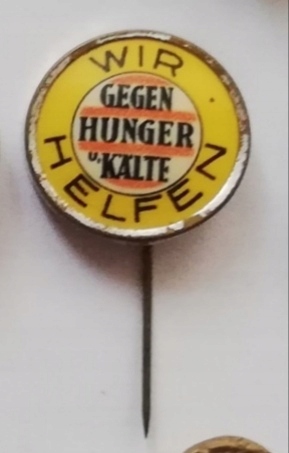 WIR
GEGEN
HUNGER
u. KÄLTE
HELFEN